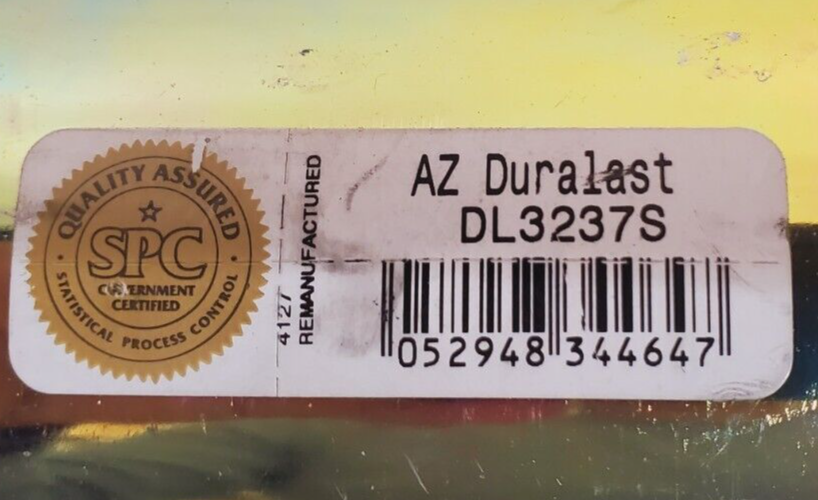 QUALITY ASSURED
SPC
GOVERNMENT
CERTIFIED
STATISTICAL PROCESS CONTROL
4127
REMANUFACTURED
AZ Duralast
DL3237S
052948 344647